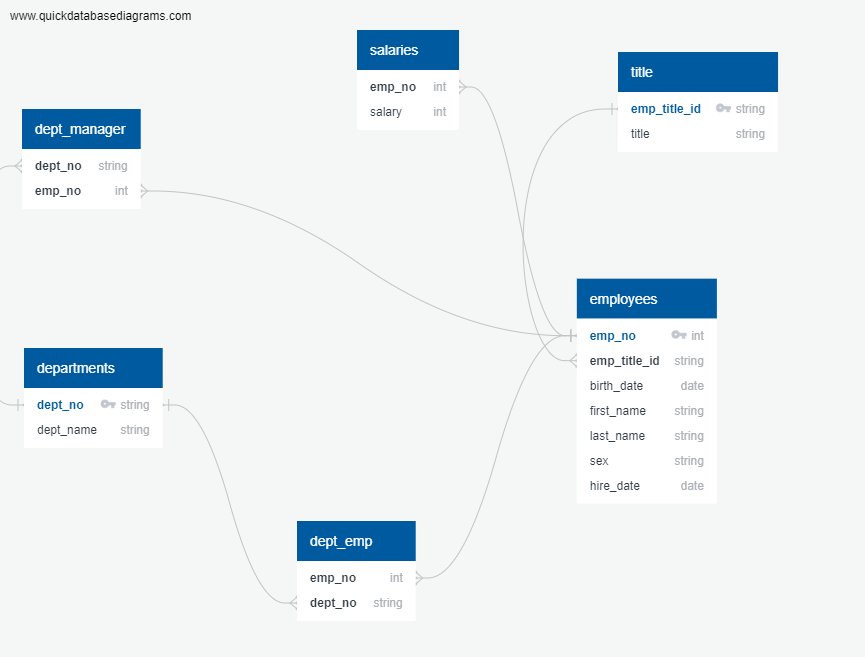 www.quickdatabasediagrams.com
salaries
emp_no int
salary int
title
emp_title_id string
title string
dept_manager
dept_no string
emp_no int
employees
emp_no int
emp_title_id string
birth_date date
first_name string
last_name string
sex string
hire_date date
departments
dept_no string
dept_name string
dept_emp
emp_no int
dept_no string